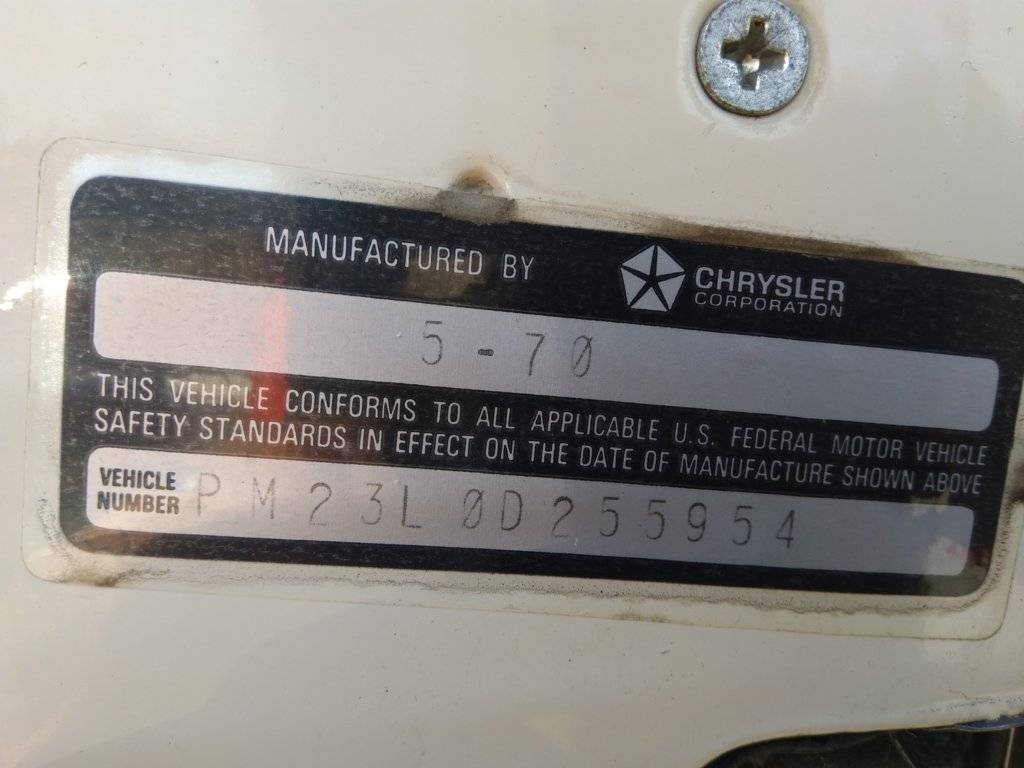 MANUFACTURED BY CHRYSLER CORPORATION
5-70
THIS VEHICLE CONFORMS TO ALL APPLICABLE U.S. FEDERAL MOTOR VEHICLE
SAFETY STANDARDS IN EFFECT ON THE DATE OF MANUFACTURE SHOWN ABOVE
VEHICLE NUMBER PM23L0D255954